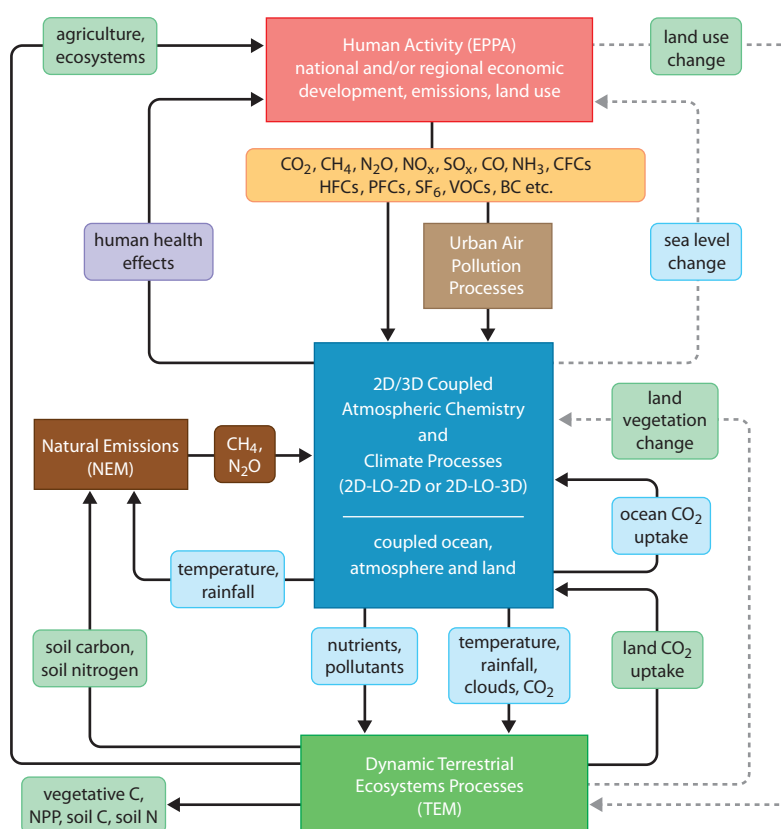 agriculture,
ecosystems
Human Activity (EPPA)
national and/or regional economic
development, emissions, land use
land use
change
CO₂, CH₄, N₂O, NOₓ, SOₓ, CO, NH₃, CFCs
HFCs, PFCs, SF₆, VOCs, BC etc.
human health
effects
Urban Air
Pollution
Processes
sea level
change
2D/3D Coupled
Atmospheric Chemistry
and
Climate Processes
(2D-LO-2D or 2D-LO-3D)
coupled ocean,
atmosphere and land
land
vegetation
change
Natural Emissions
(NEM)
CH₄,
N₂O
ocean CO₂
uptake
temperature,
rainfall
soil carbon,
soil nitrogen
nutrients,
pollutants
temperature,
rainfall,
clouds, CO₂
land CO₂
uptake
Dynamic Terrestrial
Ecosystems Processes
(TEM)
vegetative C,
NPP, soil C, soil N